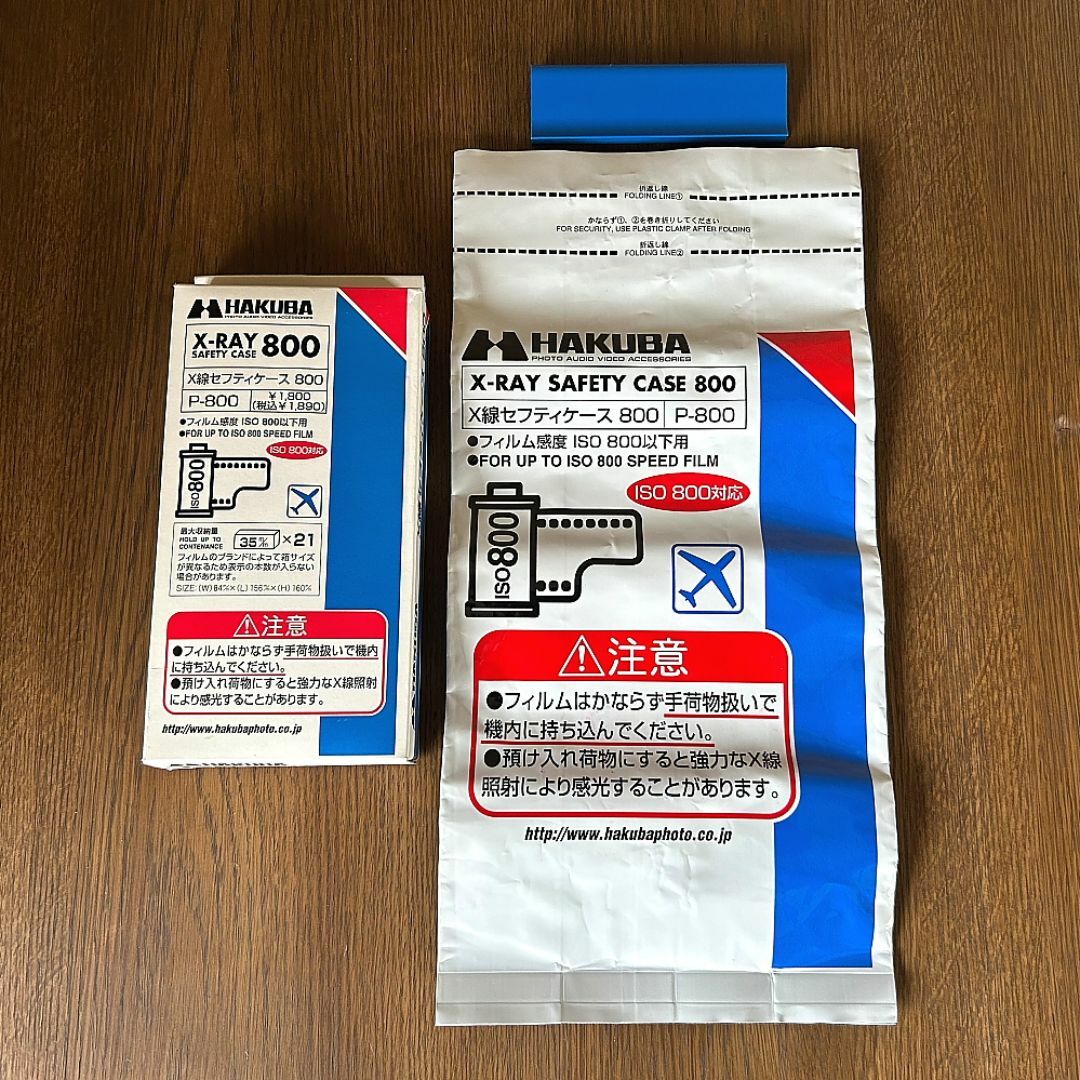 HAKUBA
PHOTO AUDIO VIDEO ACCESSORIES
X-RAY
SAFETY CASE 800
X線セフティケース 800
P-800
¥1,800
(税込¥1,890)
●フィルム感度 ISO 800以下用
●FOR UP TO ISO 800 SPEED FILM
ISO 800対応
ISO800
最大収納量
HOLD UP TO
CONTENANCE
35㎜ ×21
フィルムのブランドによって箱サイズ
が異なるため表示の本数が入らない
場合があります。
SIZE: (W) 84㎜×(L) 156㎜×(H) 160㎜
注意
●フィルムはかならず手荷物扱いで機内
に持ち込んでください。
●預け入れ荷物にすると強力なX線照射
により感光することがあります。
http://www.hakubaphoto.co.jp
折返し線
FOLDING LINE①
かならず①、②を巻き折りしてください
FOR SECURITY, USE PLASTIC CLAMP AFTER FOLDING
折返し線
FOLDING LINE②
HAKUBA
PHOTO AUDIO VIDEO ACCESSORIES
X-RAY SAFETY CASE 800
X線セフティケース 800
P-800
●フィルム感度 ISO 800以下用
●FOR UP TO ISO 800 SPEED FILM
ISO 800対応
ISO800
注意
●フィルムはかならず手荷物扱いで
機内に持ち込んでください。
●預け入れ荷物にすると強力なX線
照射により感光することがあります。
http://www.hakubaphoto.co.jp